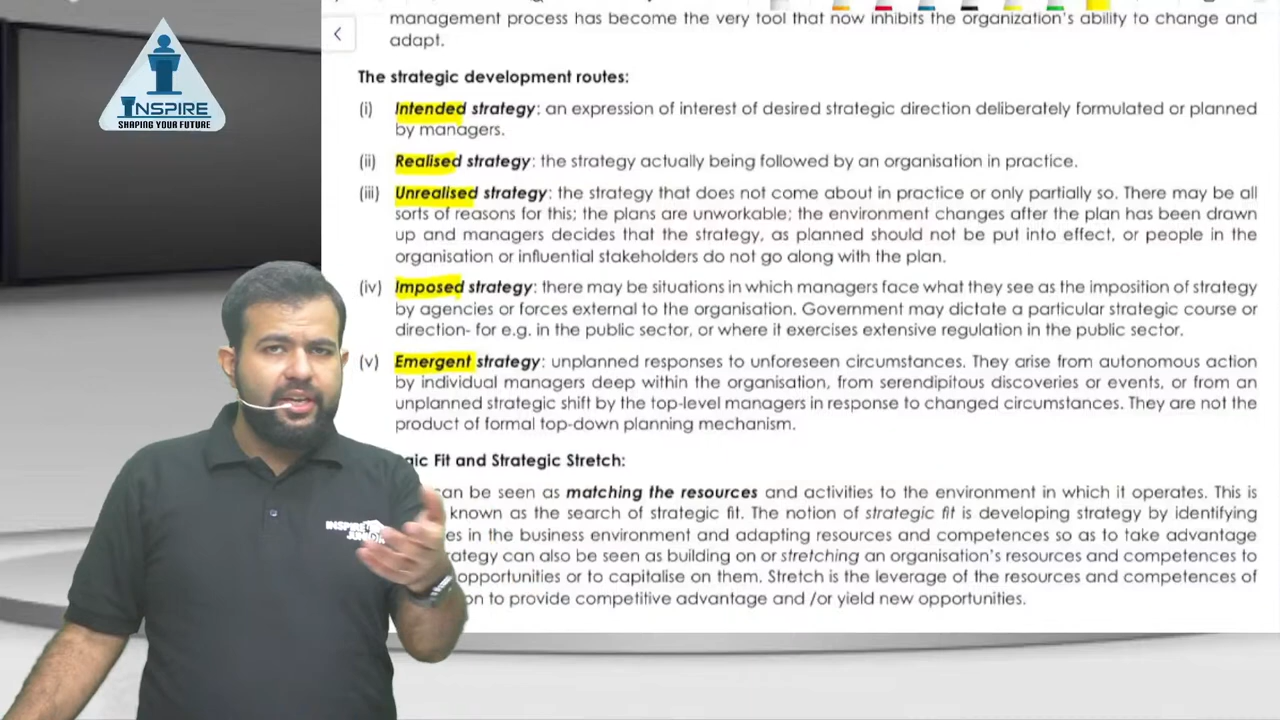 INSPIRE
SHAPING YOUR FUTURE
management process has become the very tool that now inhibits the organization's ability to change and
adapt.
The strategic development routes:
(i) Intended strategy: an expression of interest of desired strategic direction deliberately formulated or planned
by managers.
(ii) Realised strategy: the strategy actually being followed by an organisation in practice.
(iii) Unrealised strategy: the strategy that does not come about in practice or only partially so. There may be all
sorts of reasons for this; the plans are unworkable; the environment changes after the plan has been drawn
up and managers decides that the strategy, as planned should not be put into effect, or people in the
organisation or influential stakeholders do not go along with the plan.
(iv) Imposed strategy: there may be situations in which managers face what they see as the imposition of strategy
by agencies or forces external to the organisation. Government may dictate a particular strategic course or
direction- for e.g. in the public sector, or where it exercises extensive regulation in the public sector.
(v) Emergent strategy: unplanned responses to unforeseen circumstances. They arise from autonomous action
by individual managers deep within the organisation, from serendipitous discoveries or events, or from an
unplanned strategic shift by the top-level managers in response to changed circumstances. They are not the
product of formal top-down planning mechanism.
Fit and Strategic Stretch:
can be seen as matching the resources and activities to the environment in which it operates. This is
known as the search of strategic fit. The notion of strategic fit is developing strategy by identifying
in the business environment and adapting resources and competences so as to take advantage
can also be seen as building on or stretching an organisation's resources and competences to
opportunities or to capitalise on them. Stretch is the leverage of the resources and competences of
to provide competitive advantage and /or yield new opportunities.
INSPIRE